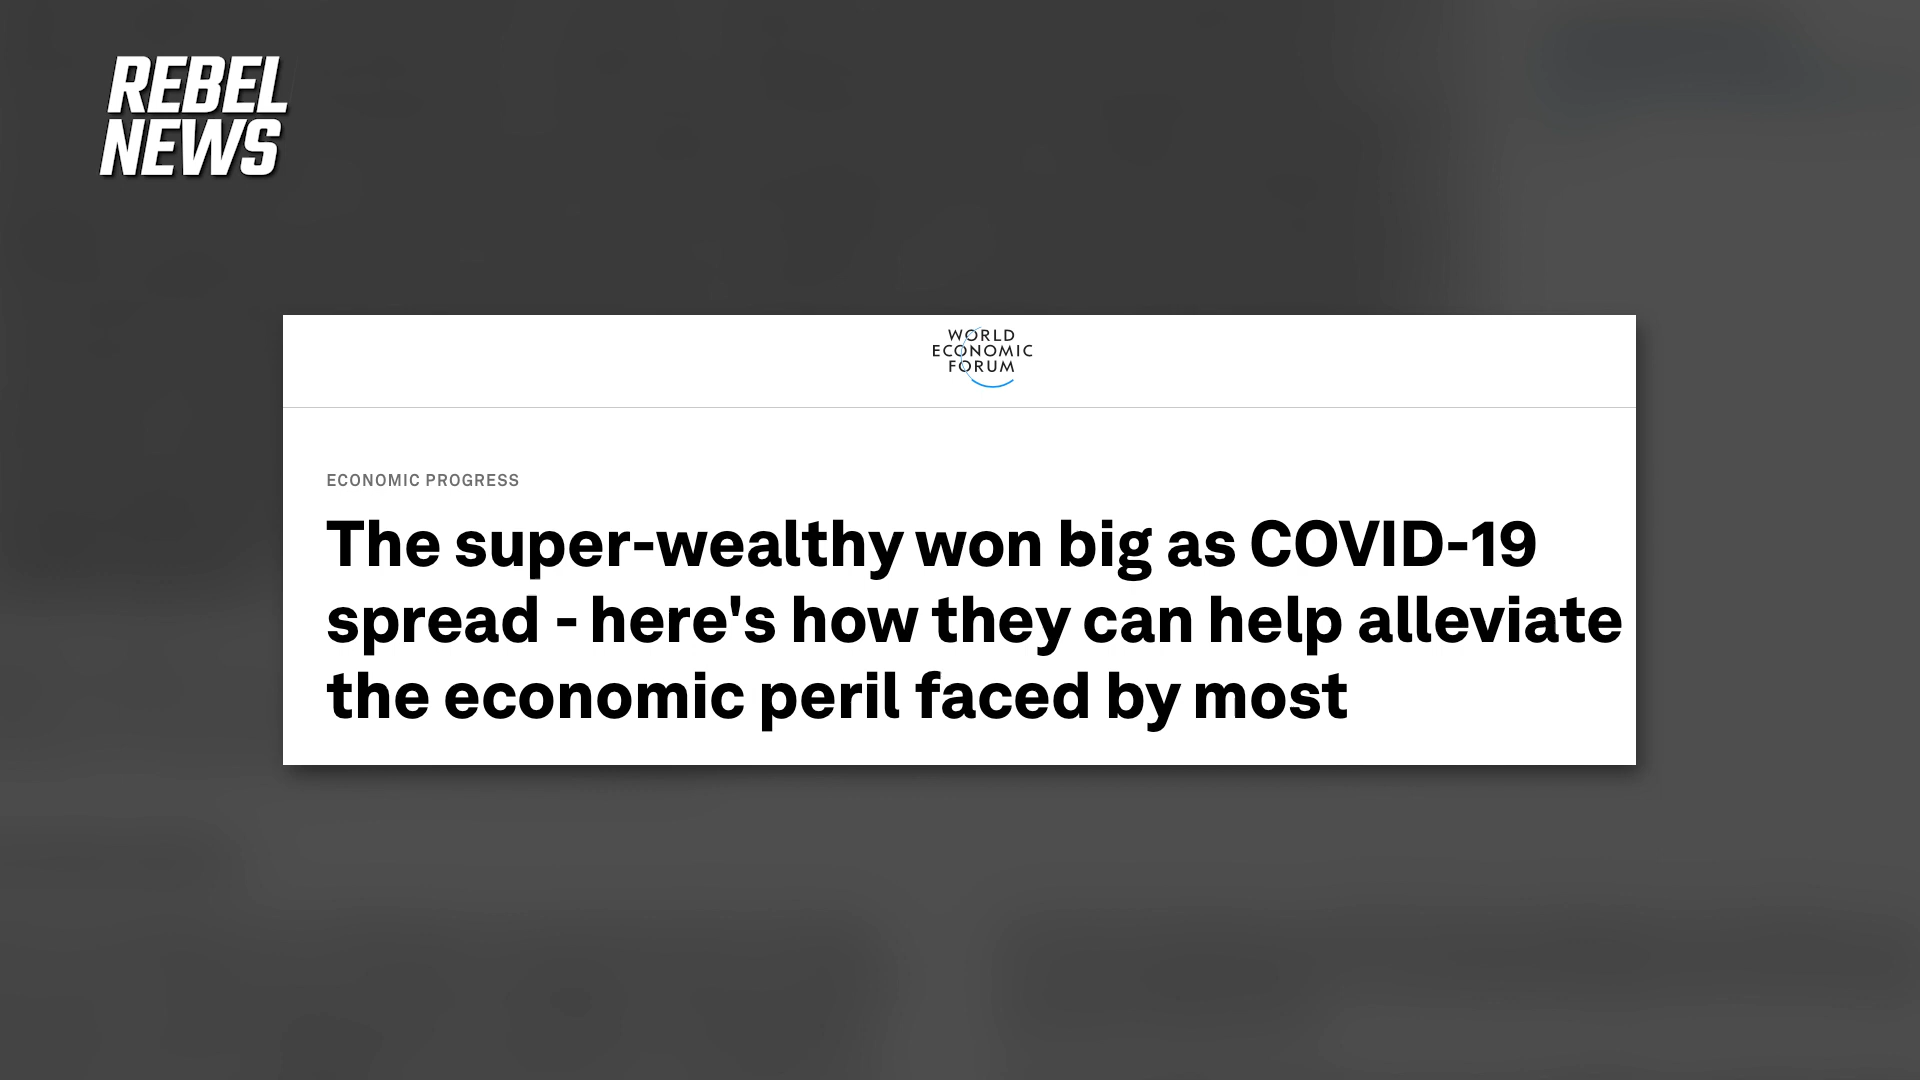 REBEL
NEWS
WORLD
ECONOMIC
FORUM
ECONOMIC PROGRESS
The super-wealthy won big as COVID-19
spread - here's how they can help alleviate
the economic peril faced by most